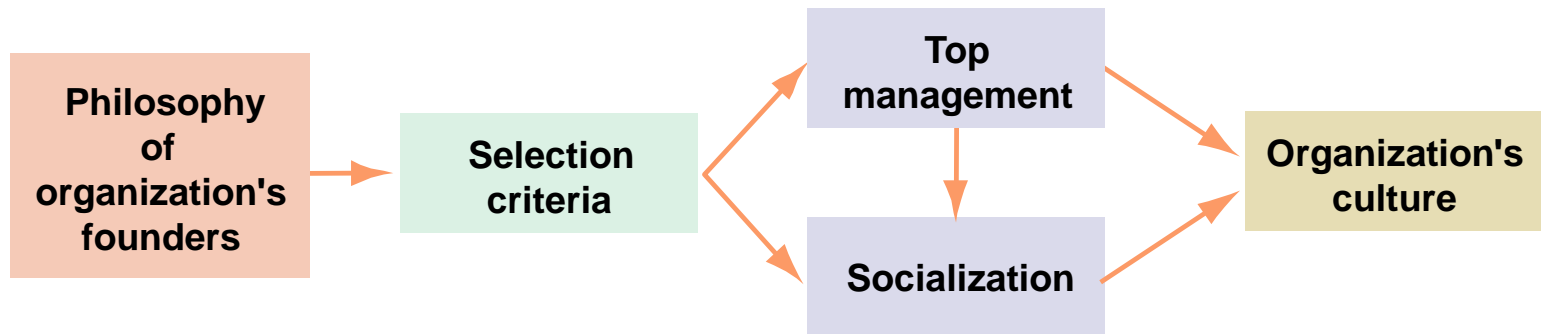 Philosophy
of
organization's
founders
Selection
criteria
Top
management
Socialization
Organization's
culture